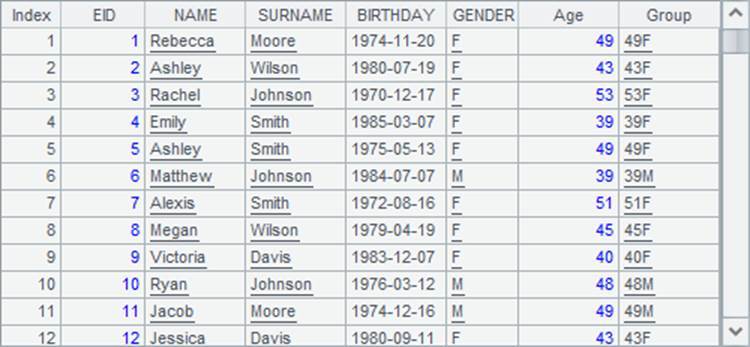 Index EID NAME SURNAME BIRTHDAY GENDER Age Group
1 1 Rebecca Moore 1974-11-20 F 49 49F
2 2 Ashley Wilson 1980-07-19 F 43 43F
3 3 Rachel Johnson 1970-12-17 F 53 53F
4 4 Emily Smith 1985-03-07 F 39 39F
5 5 Ashley Smith 1975-05-13 F 49 49F
6 6 Matthew Johnson 1984-07-07 M 39 39M
7 7 Alexis Smith 1972-08-16 F 51 51F
8 8 Megan Wilson 1979-04-19 F 45 45F
9 9 Victoria Davis 1983-12-07 F 40 40F
10 10 Ryan Johnson 1976-03-12 M 48 48M
11 11 Jacob Moore 1974-12-16 M 49 49M
12 12 Jessica Davis 1980-09-11 F 43 43F